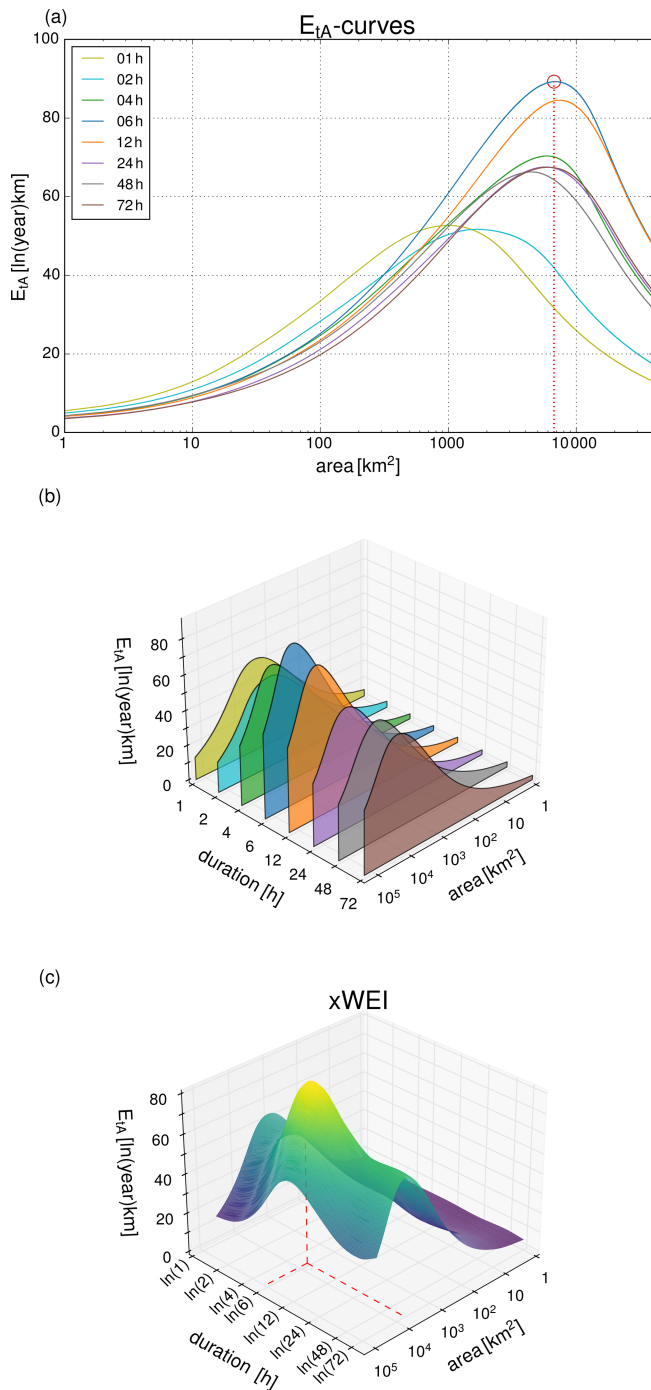 (a)
E_tA-curves
100
80
60
40
20
0
E_tA [ln(year)km]
01 h
02 h
04 h
06 h
12 h
24 h
48 h
72 h
1
10
100
1000
10000
area [km²]
(b)
E_tA [ln(year)km]
80
60
40
20
0
1
2
4
6
12
24
48
72
duration [h]
10⁵
10⁴
10³
10²
10
1
area [km²]
(c)
xWEI
E_tA [ln(year)km]
80
60
40
20
0
ln(1)
ln(2)
ln(4)
ln(6)
ln(12)
ln(24)
ln(48)
ln(72)
duration [h]
10⁵
10⁴
10³
10²
10
1
area [km²]